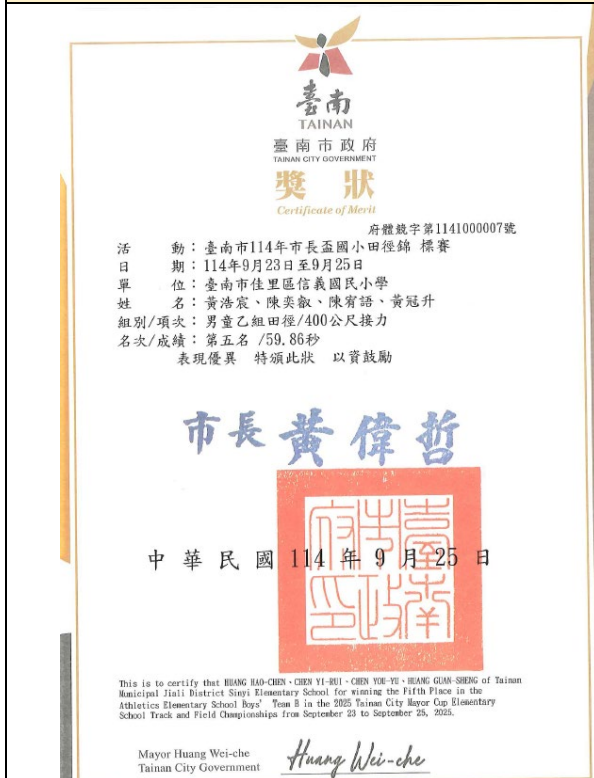 臺南
TAINAN
臺南市政府
TAINAN CITY GOVERNMENT
獎 狀
Certificate of Merit
府體競字第1141000007號
活 動：臺南市114年市長盃國小田徑錦 標賽
日 期：114年9月23日至9月25日
單 位：臺南市佳里區信義國民小學
姓 名：黃浩宸、陳奕叡、陳宥語、黃冠升
組別/項次：男童乙組田徑/400公尺接力
名次/成績：第五名 /59.86秒
表現優異 特頒此狀 以資鼓勵
市長 黃偉哲
臺南市政府印
中 華 民 國 114 年 9 月 25 日
This is to certify that HUANG HAO-CHEN、CHEN YI-RUI、CHEN YOU-YU、HUANG GUAN-SHENG of Tainan
Municipal Jiali District Sinyi Elementary School for winning the Fifth Place in the
Athletics Elementary School Boys' Team B in the 2025 Tainan City Mayor Cup Elementary
School Track and Field Championships from September 23 to September 25, 2025.
Mayor Huang Wei-che
Tainan City Government
Huang Wei-che